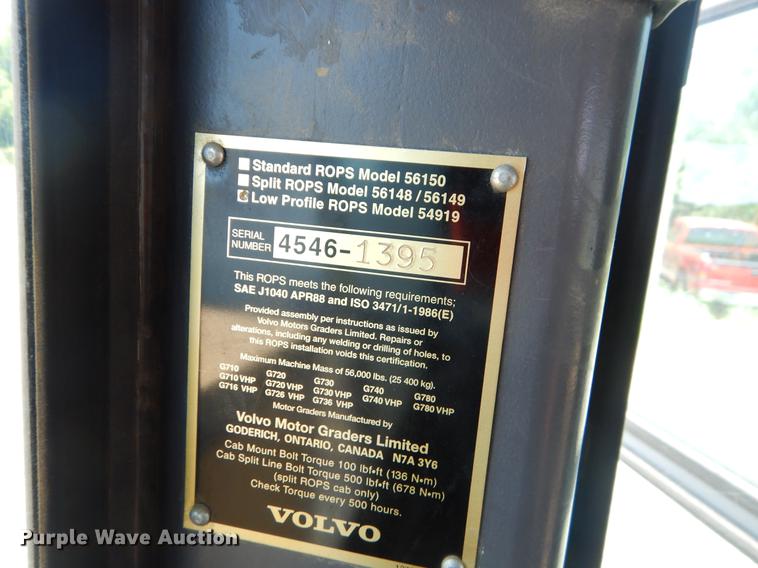 Standard ROPS Model 56150
Split ROPS Model 56148 / 56149
Low Profile ROPS Model 54919
SERIAL
NUMBER 4546-1395
This ROPS meets the following requirements;
SAE J1040 APR88 and ISO 3471/1-1986(E)
Provided assembly per instructions as issued by
Volvo Motors Graders Limited. Repairs or
alterations, including any welding or drilling of holes, to
this ROPS installation voids this certification.
Maximum Machine Mass of 56,000 lbs. (25 400 kg).
G710 G720 G730 G740 G780
G710 VHP G720 VHP G730 VHP G740 VHP G780 VHP
G716 VHP G726 VHP G736 VHP
Motor Graders Manufactured by
Volvo Motor Graders Limited
GODERICH, ONTARIO, CANADA N7A 3Y6
Cab Mount Bolt Torque 100 lbf•ft (136 N•m)
Cab Split Line Bolt Torque 500 lbf•ft (678 N•m)
(split ROPS cab only)
Check Torque every 500 hours.
VOLVO
Purple Wave Auction®